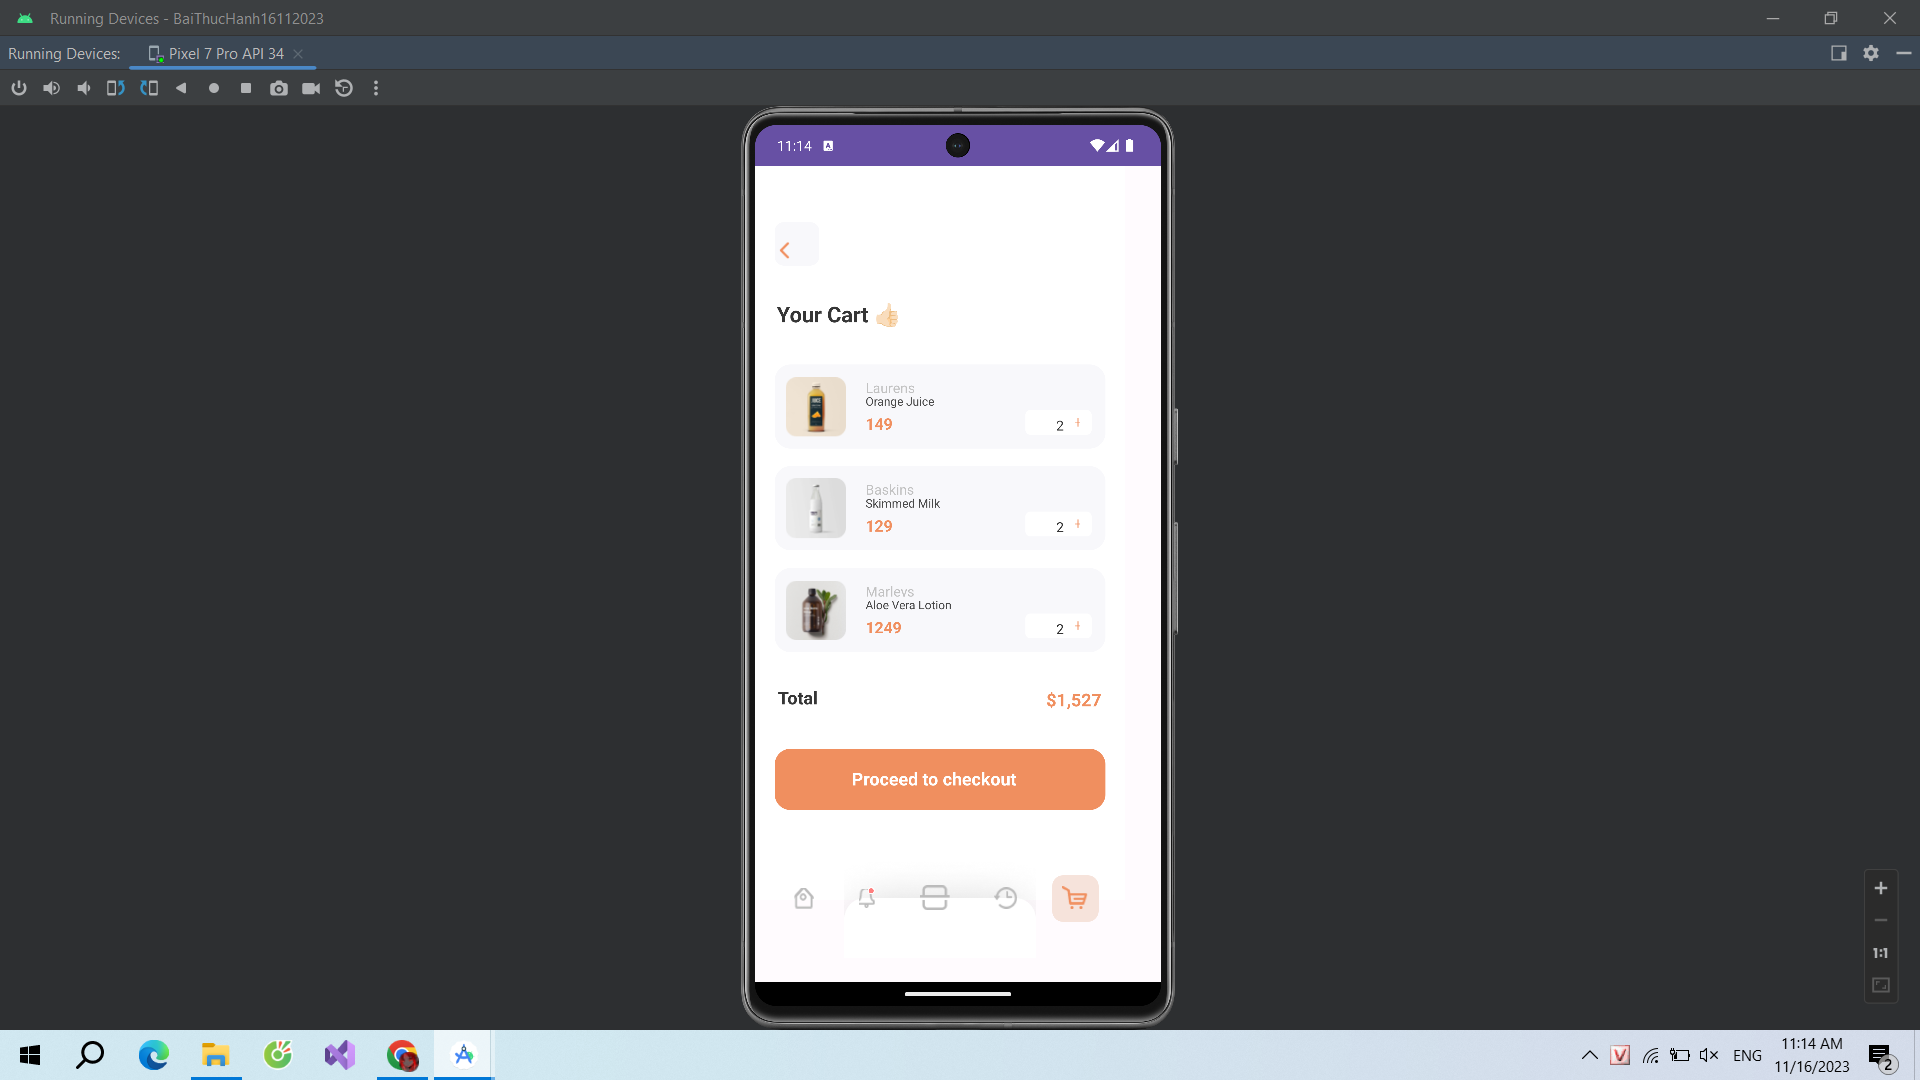 Running Devices - BaiThucHanh16112023
Running Devices:
Pixel 7 Pro API 34
11:14
A
Your Cart 👍🏻
Laurens
Orange Juice
149
2 +
Baskins
Skimmed Milk
129
2 +
Marlevs
Aloe Vera Lotion
1249
2 +
Total
$1,527
Proceed to checkout
1:1
ENG
11:14 AM
11/16/2023
2